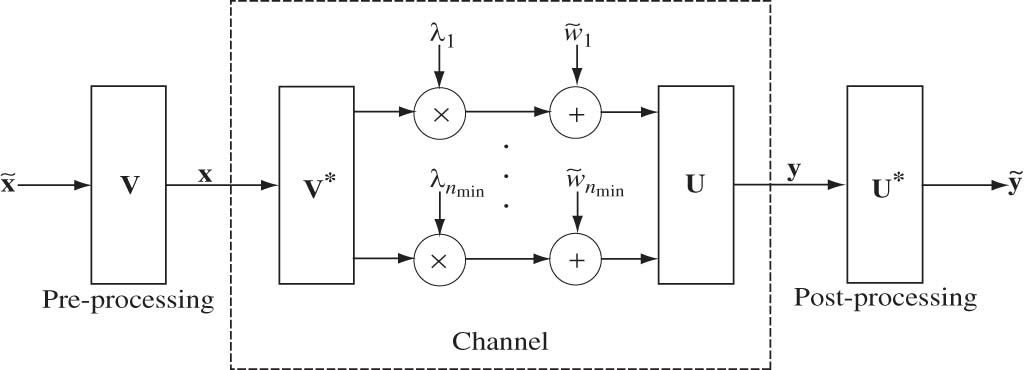 λ₁ w̃₁
× +
x̃ V x V* λₙₘᵢₙ w̃ₙₘᵢₙ U y U* ỹ
× +
Pre-processing Post-processing
Channel